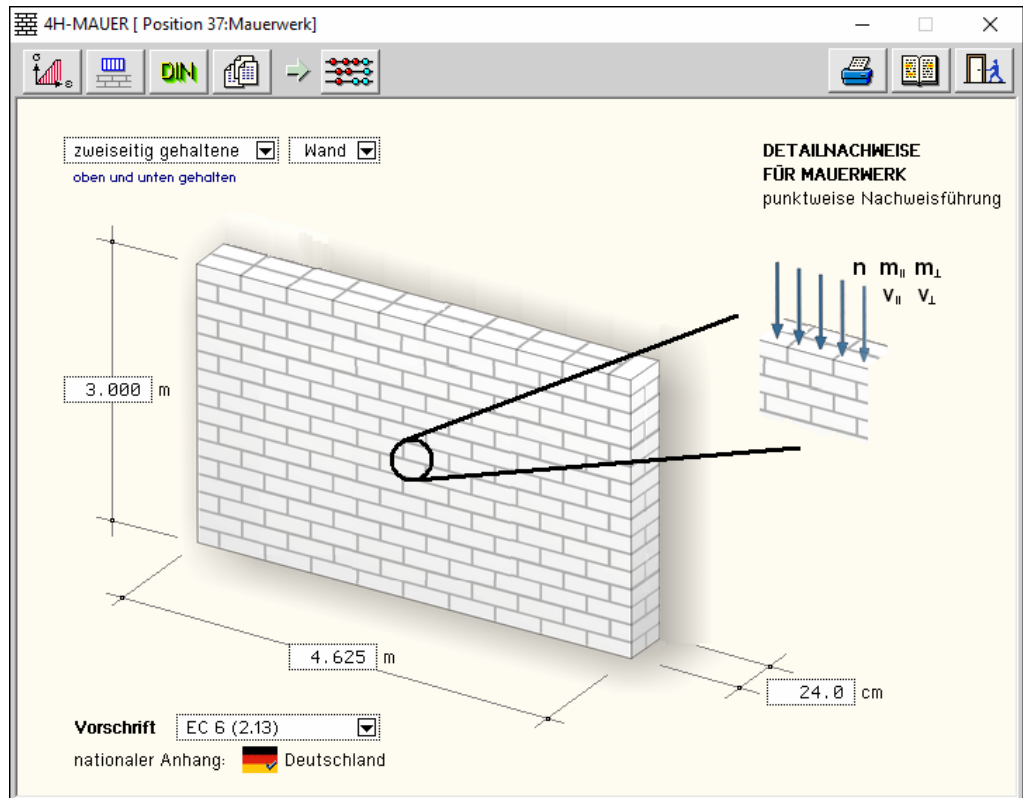 4H-MAUER [ Position 37:Mauerwerk]
σ
ε
DIN
zweiseitig gehaltene
Wand
oben und unten gehalten
DETAILNACHWEISE
FÜR MAUERWERK
punktweise Nachweisführung
n m∥ m⊥
v∥ v⊥
3.000 m
4.625 m
24.0 cm
Vorschrift EC 6 (2.13)
nationaler Anhang: Deutschland